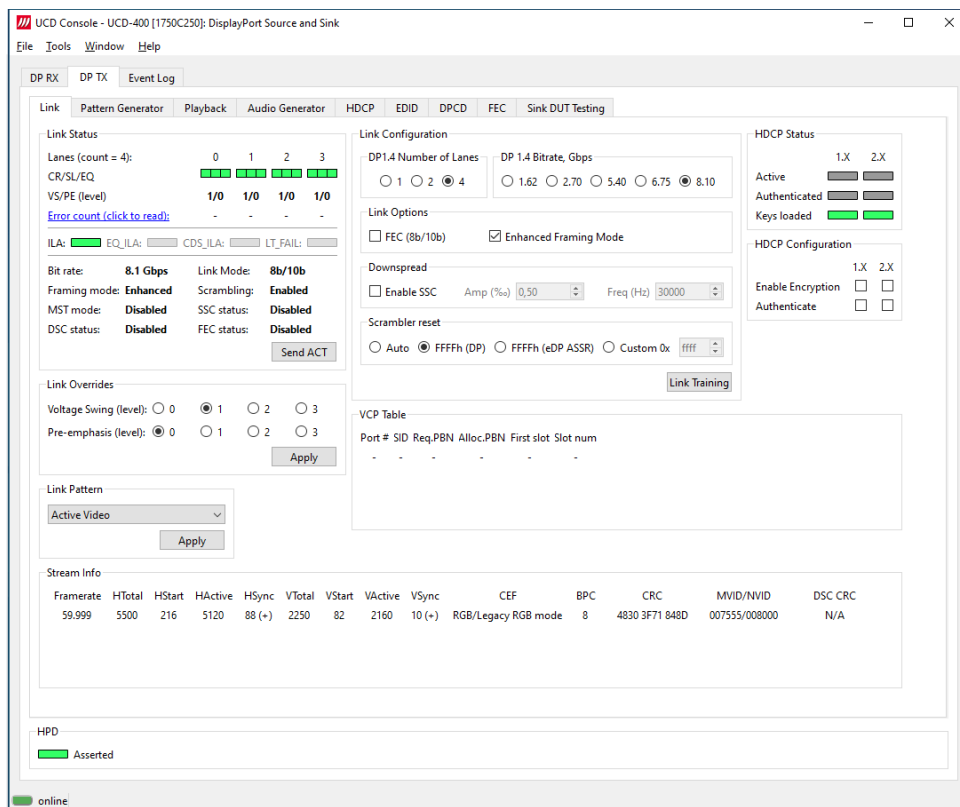 UCD Console - UCD-400 [1750C250]: DisplayPort Source and Sink
File Tools Window Help
DP RX DP TX Event Log
Link Pattern Generator Playback Audio Generator HDCP EDID DPCD FEC Sink DUT Testing
Link Status
Lanes (count = 4): 0 1 2 3
CR/SL/EQ
VS/PE (level) 1/0 1/0 1/0 1/0
Error count (click to read): - - - -
ILA: EQ_ILA: CDS_ILA: LT_FAIL:
Bit rate: 8.1 Gbps Link Mode: 8b/10b
Framing mode: Enhanced Scrambling: Enabled
MST mode: Disabled SSC status: Disabled
DSC status: Disabled FEC status: Disabled
Send ACT
Link Overrides
Voltage Swing (level): 0 1 2 3
Pre-emphasis (level): 0 1 2 3
Apply
Link Pattern
Active Video
Apply
Link Configuration
DP1.4 Number of Lanes
1 2 4
DP 1.4 Bitrate, Gbps
1.62 2.70 5.40 6.75 8.10
Link Options
FEC (8b/10b) Enhanced Framing Mode
Downspread
Enable SSC Amp (‰) 0,50 Freq (Hz) 30000
Scrambler reset
Auto FFFFh (DP) FFFFh (eDP ASSR) Custom 0x ffff
Link Training
VCP Table
Port # SID Req.PBN Alloc.PBN First slot Slot num
- - - - - -
HDCP Status
1.X 2.X
Active
Authenticated
Keys loaded
HDCP Configuration
1.X 2.X
Enable Encryption
Authenticate
Stream Info
Framerate HTotal HStart HActive HSync VTotal VStart VActive VSync CEF BPC CRC MVID/NVID DSC CRC
59.999 5500 216 5120 88 (+) 2250 82 2160 10 (+) RGB/Legacy RGB mode 8 4830 3F71 848D 007555/008000 N/A
HPD
Asserted
online